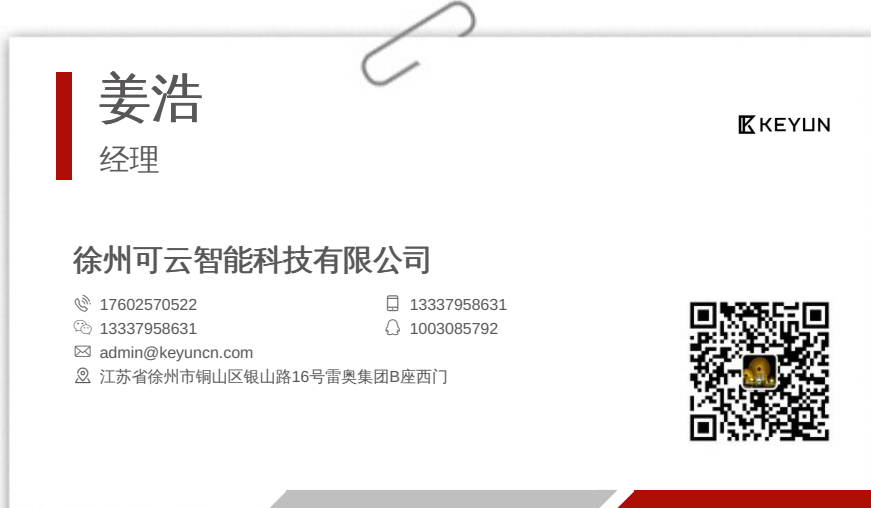 姜浩
经理
KEYUN
徐州可云智能科技有限公司
17602570522
13337958631
13337958631
1003085792
admin@keyuncn.com
江苏省徐州市铜山区银山路16号雷奥集团B座西门